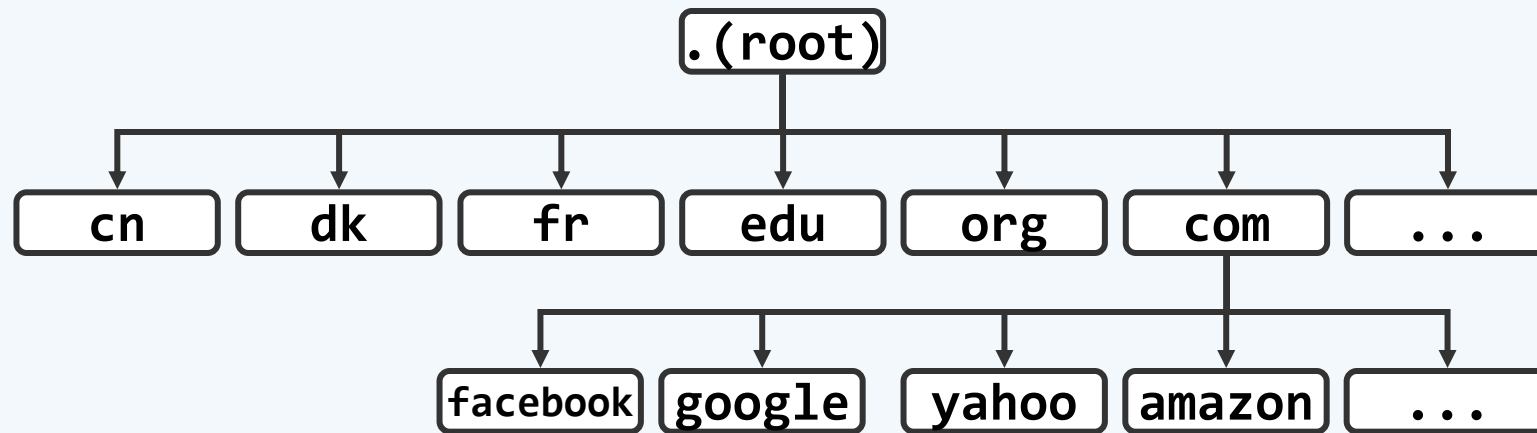 .(root)
cn dk fr edu org com ...
facebook google yahoo amazon ...